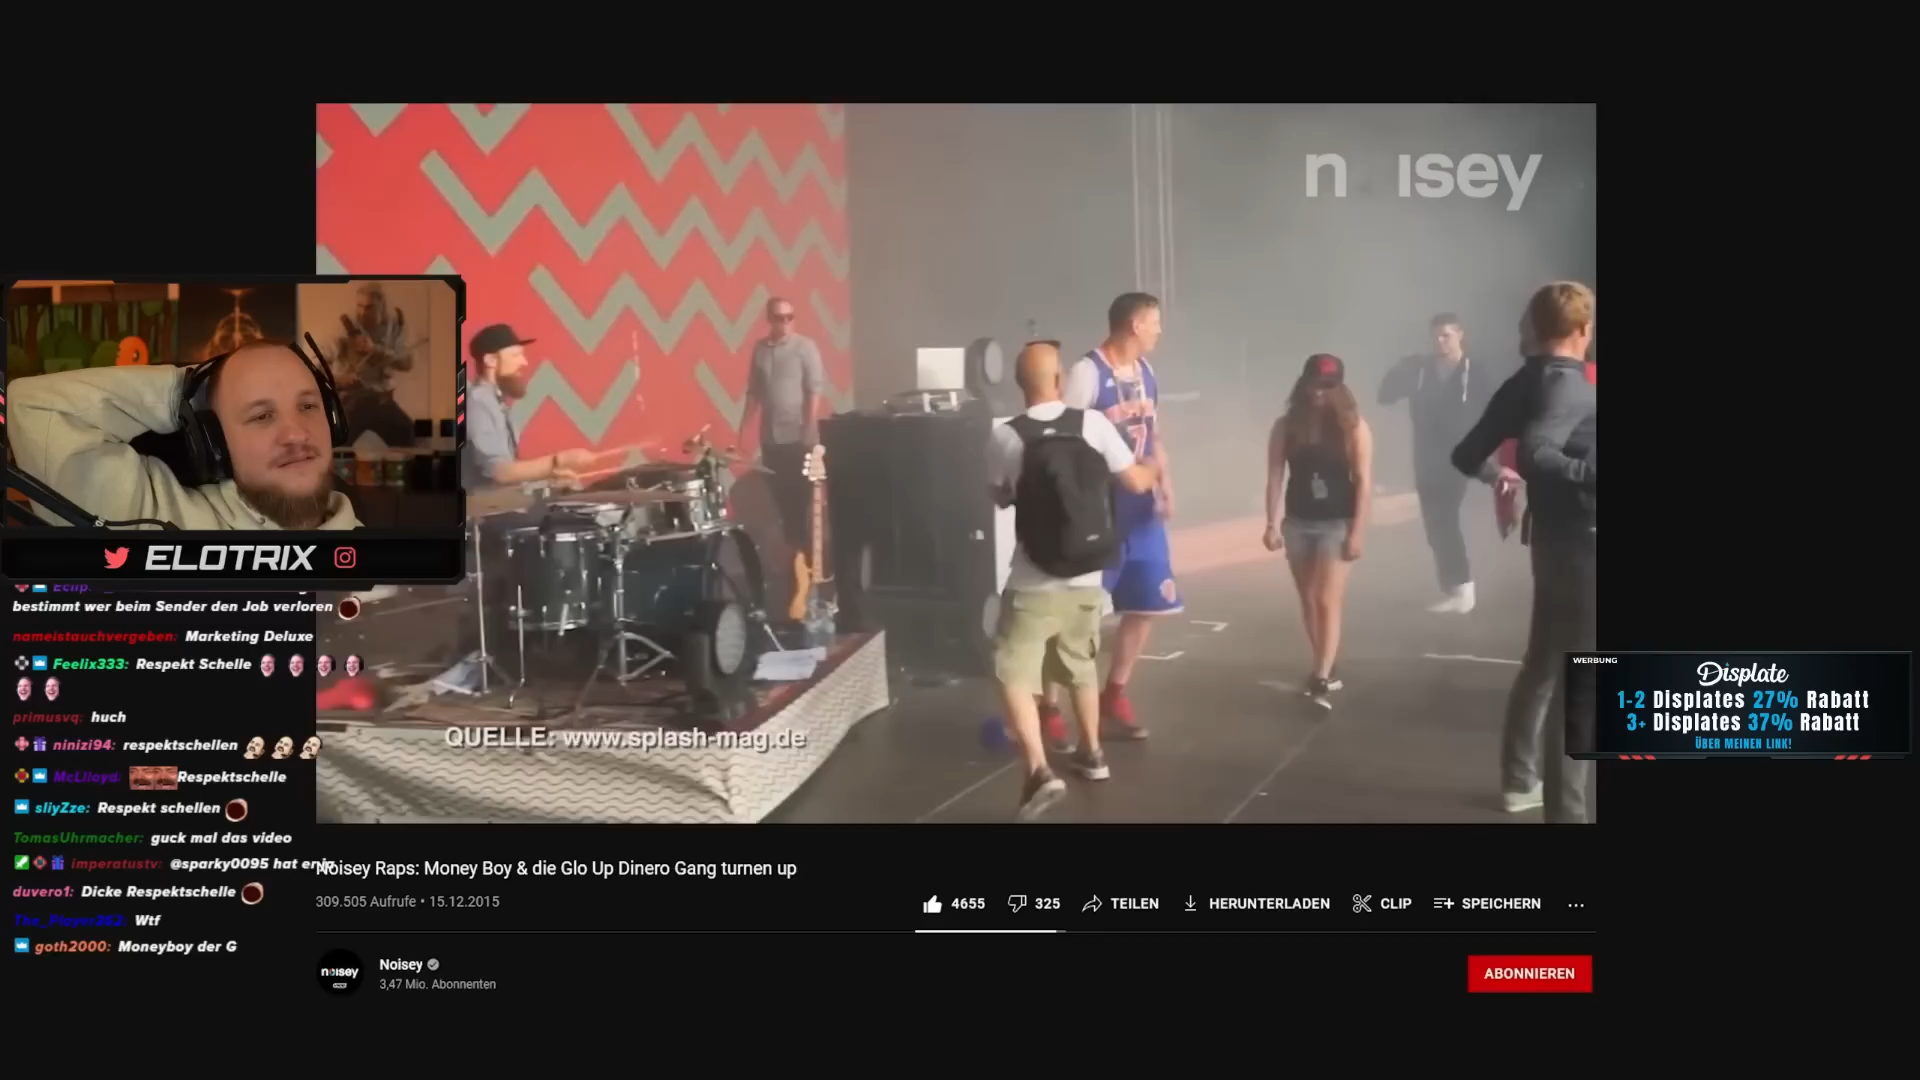 n isey
ELOTRIX
bestimmt wer beim Sender den Job verloren
nameistauchvergeben: Marketing Deluxe
Feelix333: Respekt Schelle
primusvq: huch
ninizi94: respektschellen
McLlloyd: Respektschelle
sliyZze: Respekt schellen
TomasUhrmacher: guck mal das video
imperatustv: @sparky0095 hat
duvero1: Dicke Respektschelle
Wtf
goth2000: Moneyboy der G
QUELLE: www.splash-mag.de
WERBUNG
Displate
1-2 Displates 27% Rabatt
3+ Displates 37% Rabatt
ÜBER MEINEN LINK!
Noisey Raps: Money Boy & die Glo Up Dinero Gang turnen up
309.505 Aufrufe • 15.12.2015
4655 325 TEILEN HERUNTERLADEN CLIP SPEICHERN ...
noisey
Noisey
3,47 Mio. Abonnenten
ABONNIEREN